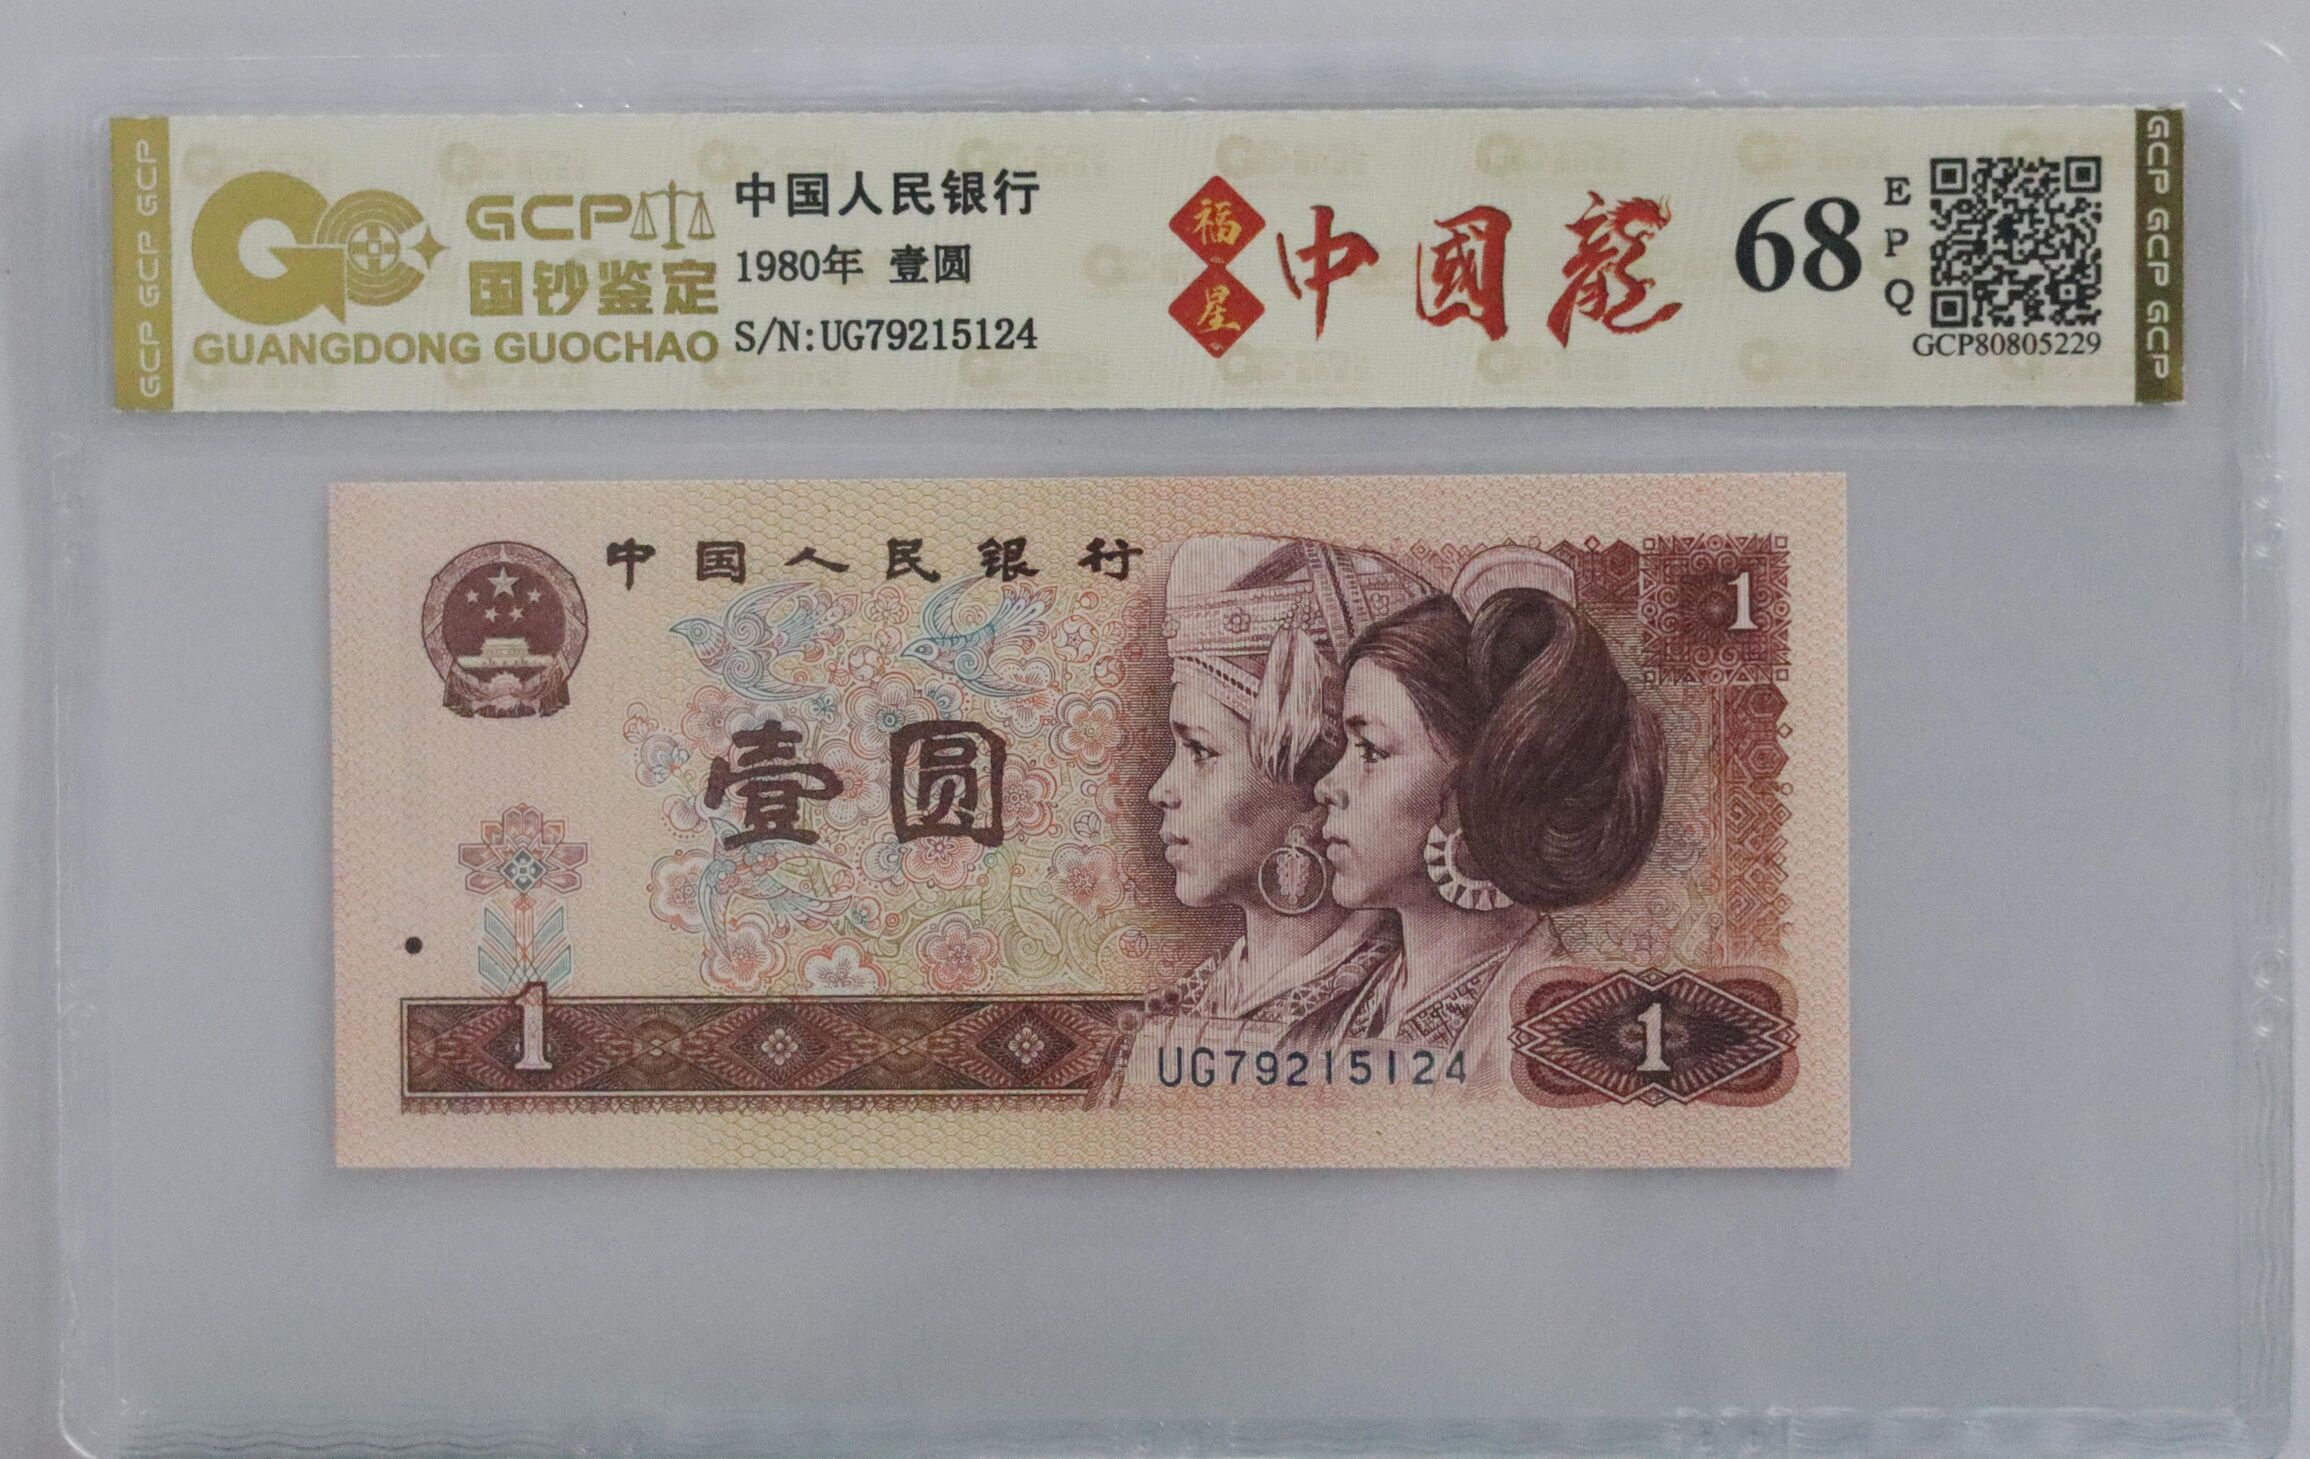 GCP GCP GCP
GCP
国钞鉴定
GUANGDONG GUOCHAO
中国人民银行
1980年 壹圆
S/N:UG79215124
福星
中國龍
68
EPQ
GCP80805229
GCP GCP GCP
中国人民银行
1
壹圆
1
UG79215124
1